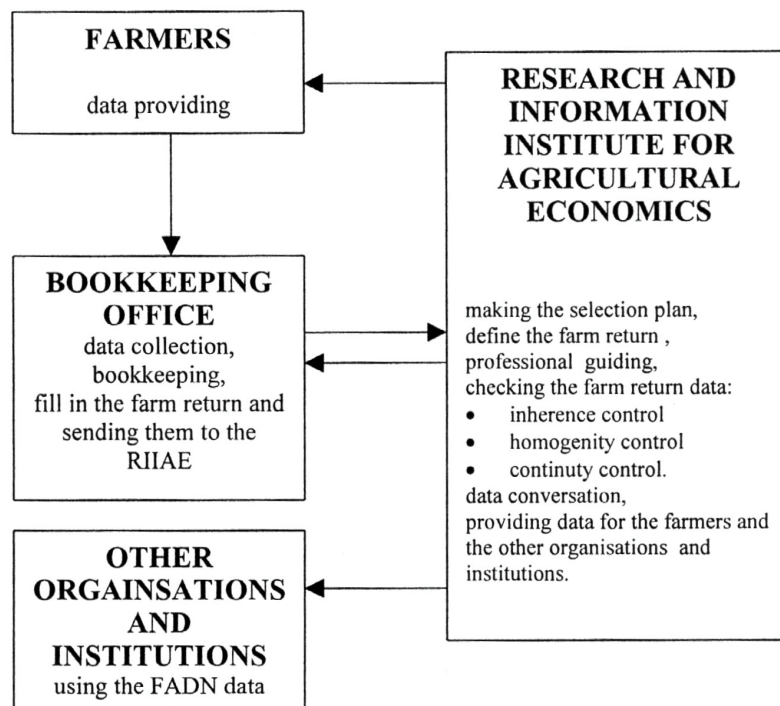 FARMERS
data providing
BOOKKEEPING
OFFICE
data collection,
bookkeeping,
fill in the farm return and
sending them to the
RIIAE
OTHER
ORGAINSATIONS
AND
INSTITUTIONS
using the FADN data
RESEARCH AND
INFORMATION
INSTITUTE FOR
AGRICULTURAL
ECONOMICS
making the selection plan,
define the farm return ,
professional guiding,
checking the farm return data:
• inherence control
• homogenity control
• continuty control.
data conversation,
providing data for the farmers and
the other organisations and
institutions.